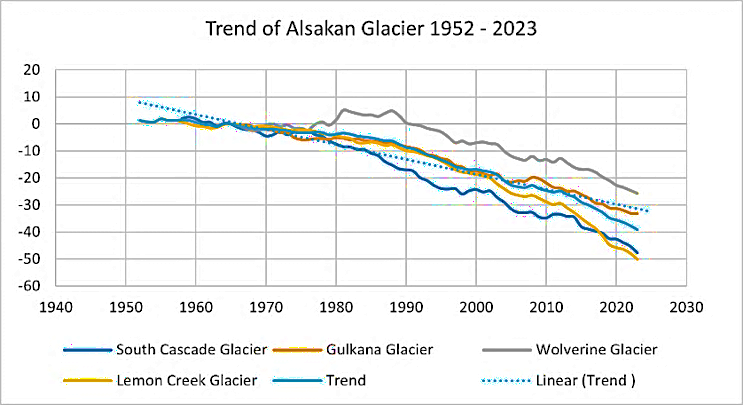 Trend of Alsakan Glacier 1952 - 2023
20
10
0
-10
-20
-30
-40
-50
-60
1940 1950 1960 1970 1980 1990 2000 2010 2020 2030
South Cascade Glacier Gulkana Glacier Wolverine Glacier
Lemon Creek Glacier Trend Linear (Trend )